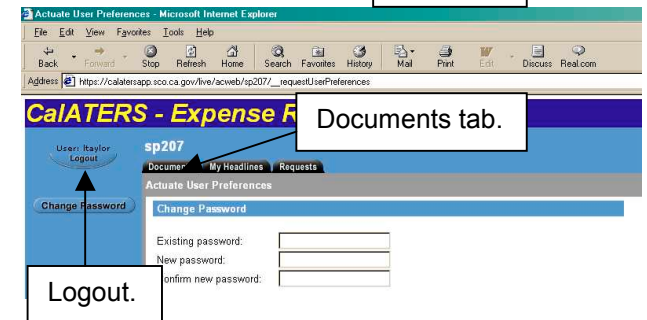 Actuate User Preferences - Microsoft Internet Explorer
File Edit View Favorites Tools Help
Back Forward Stop Refresh Home Search Favorites History Mail Print Edit Discuss Real.com
Address https://calatersapp.sco.ca.gov/live/acweb/sp207/__requestUserPreferences
CalATERS - Expense R
Documents tab.
User: ltaylor
Logout
sp207
Documen My Headlines Requests
Actuate User Preferences
Change Password
Change Password
Existing password:
New password:
onfirm new password:
Logout.